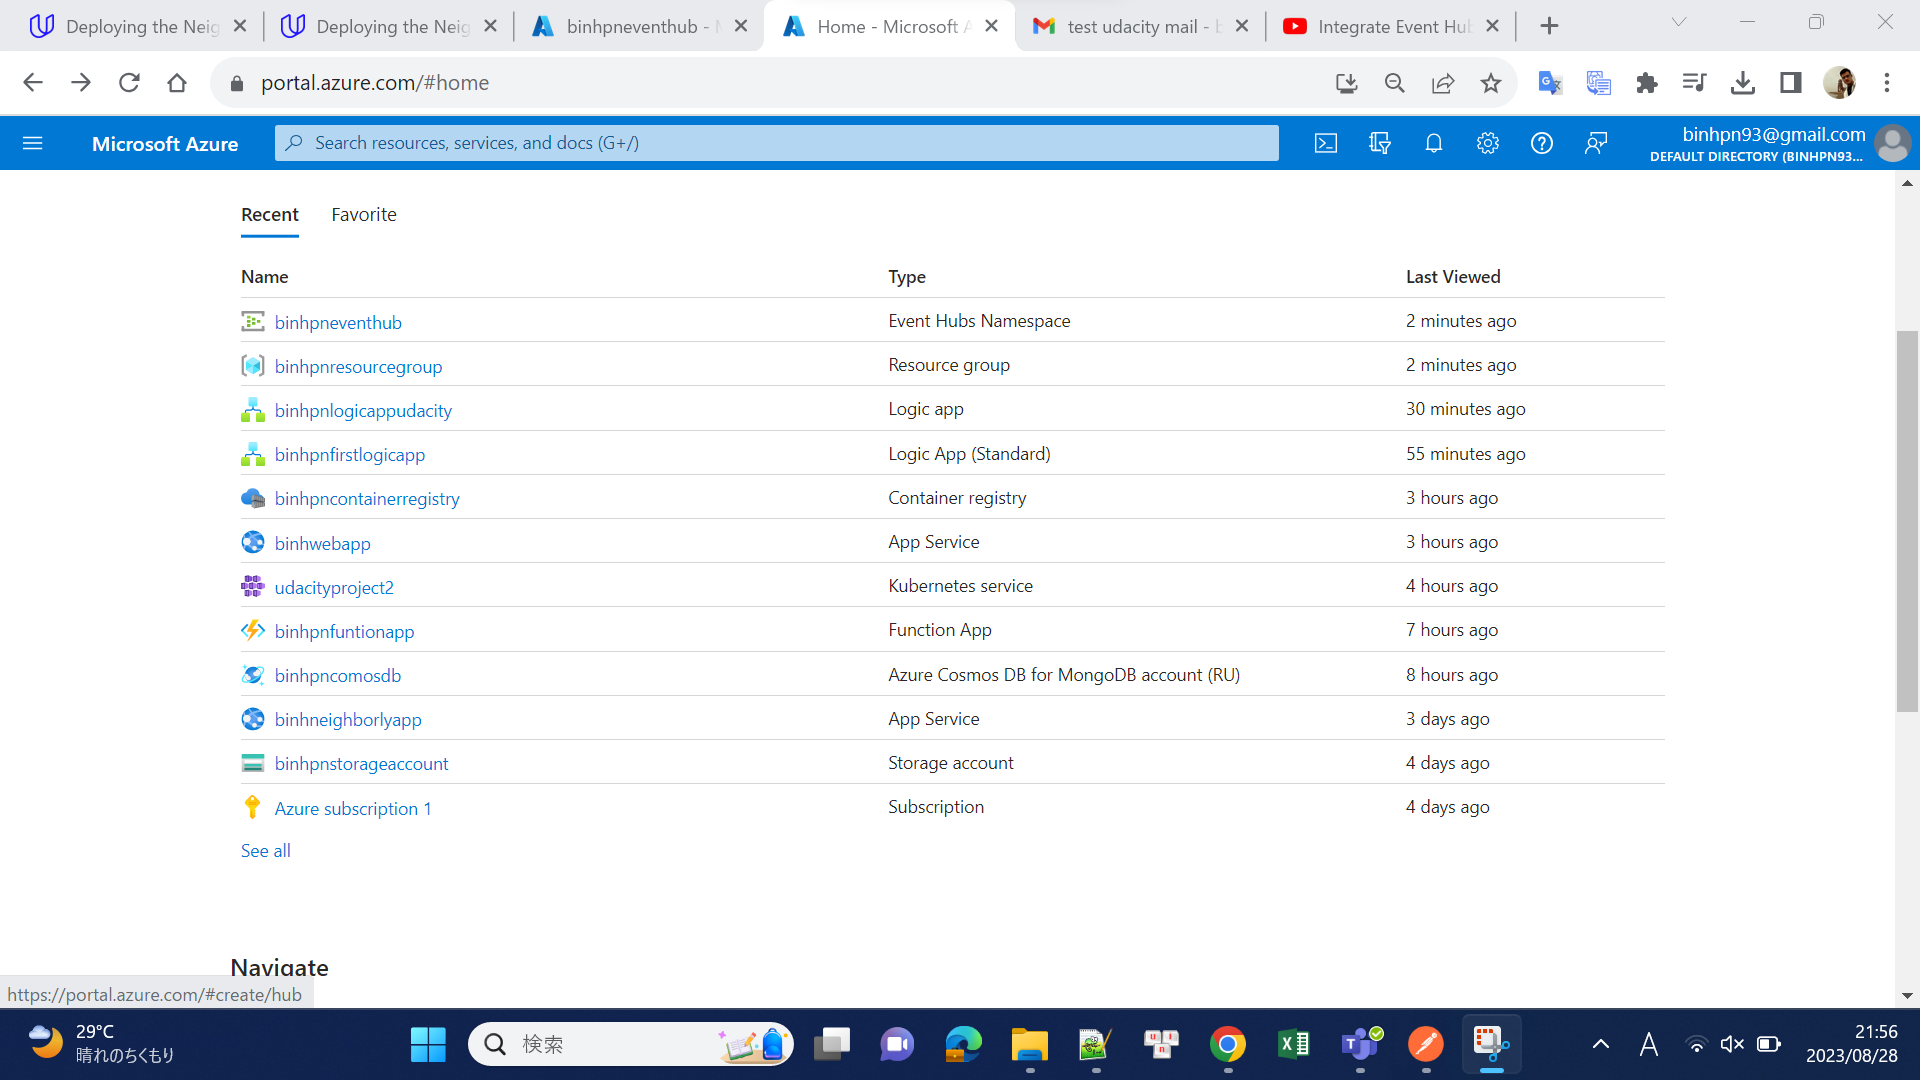 Deploying the Neig
Deploying the Neig
binhpneventhub - M
Home - Microsoft A
test udacity mail - b
Integrate Event Hub
portal.azure.com/#home
Microsoft Azure
Search resources, services, and docs (G+/)
binhpn93@gmail.com
DEFAULT DIRECTORY (BINHPN93...
Recent
Favorite
Name Type Last Viewed
binhpneventhub Event Hubs Namespace 2 minutes ago
binhpnresourcegroup Resource group 2 minutes ago
binhpnlogicappudacity Logic app 30 minutes ago
binhpnfirstlogicapp Logic App (Standard) 55 minutes ago
binhpncontainerregistry Container registry 3 hours ago
binhwebapp App Service 3 hours ago
udacityproject2 Kubernetes service 4 hours ago
binhpnfuntionapp Function App 7 hours ago
binhpncomosdb Azure Cosmos DB for MongoDB account (RU) 8 hours ago
binhneighborlyapp App Service 3 days ago
binhpnstorageaccount Storage account 4 days ago
Azure subscription 1 Subscription 4 days ago
See all
Navigate
https://portal.azure.com/#create/hub
29°C
晴れのちくもり
検索
A
21:56
2023/08/28